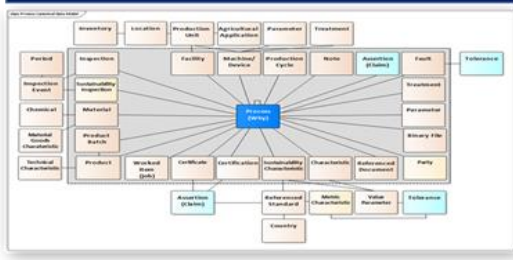 Inventory
Location
Production
Unit
Agricultural
Application
Parameter
Treatment
Period
Inspection
Facility
Machine/
Device
Production
Cycle
Note
Assertion
(Claim)
Fault
Tolerance
Inspection
Event
Sustainability
Inspection
Treatment
Chemical
Material
Process
(Why)
Parameter
Material
Goods
Characteristic
Product
Batch
Binary File
Technical
Characteristic
Product
Worked
Item
(Job)
Certificate
Certification
Sustainability
Characteristic
Characteristic
Referenced
Document
Party
Assertion
(Claim)
Referenced
Standard
Metric
Characteristic
Value
Parameter
Tolerance
Country